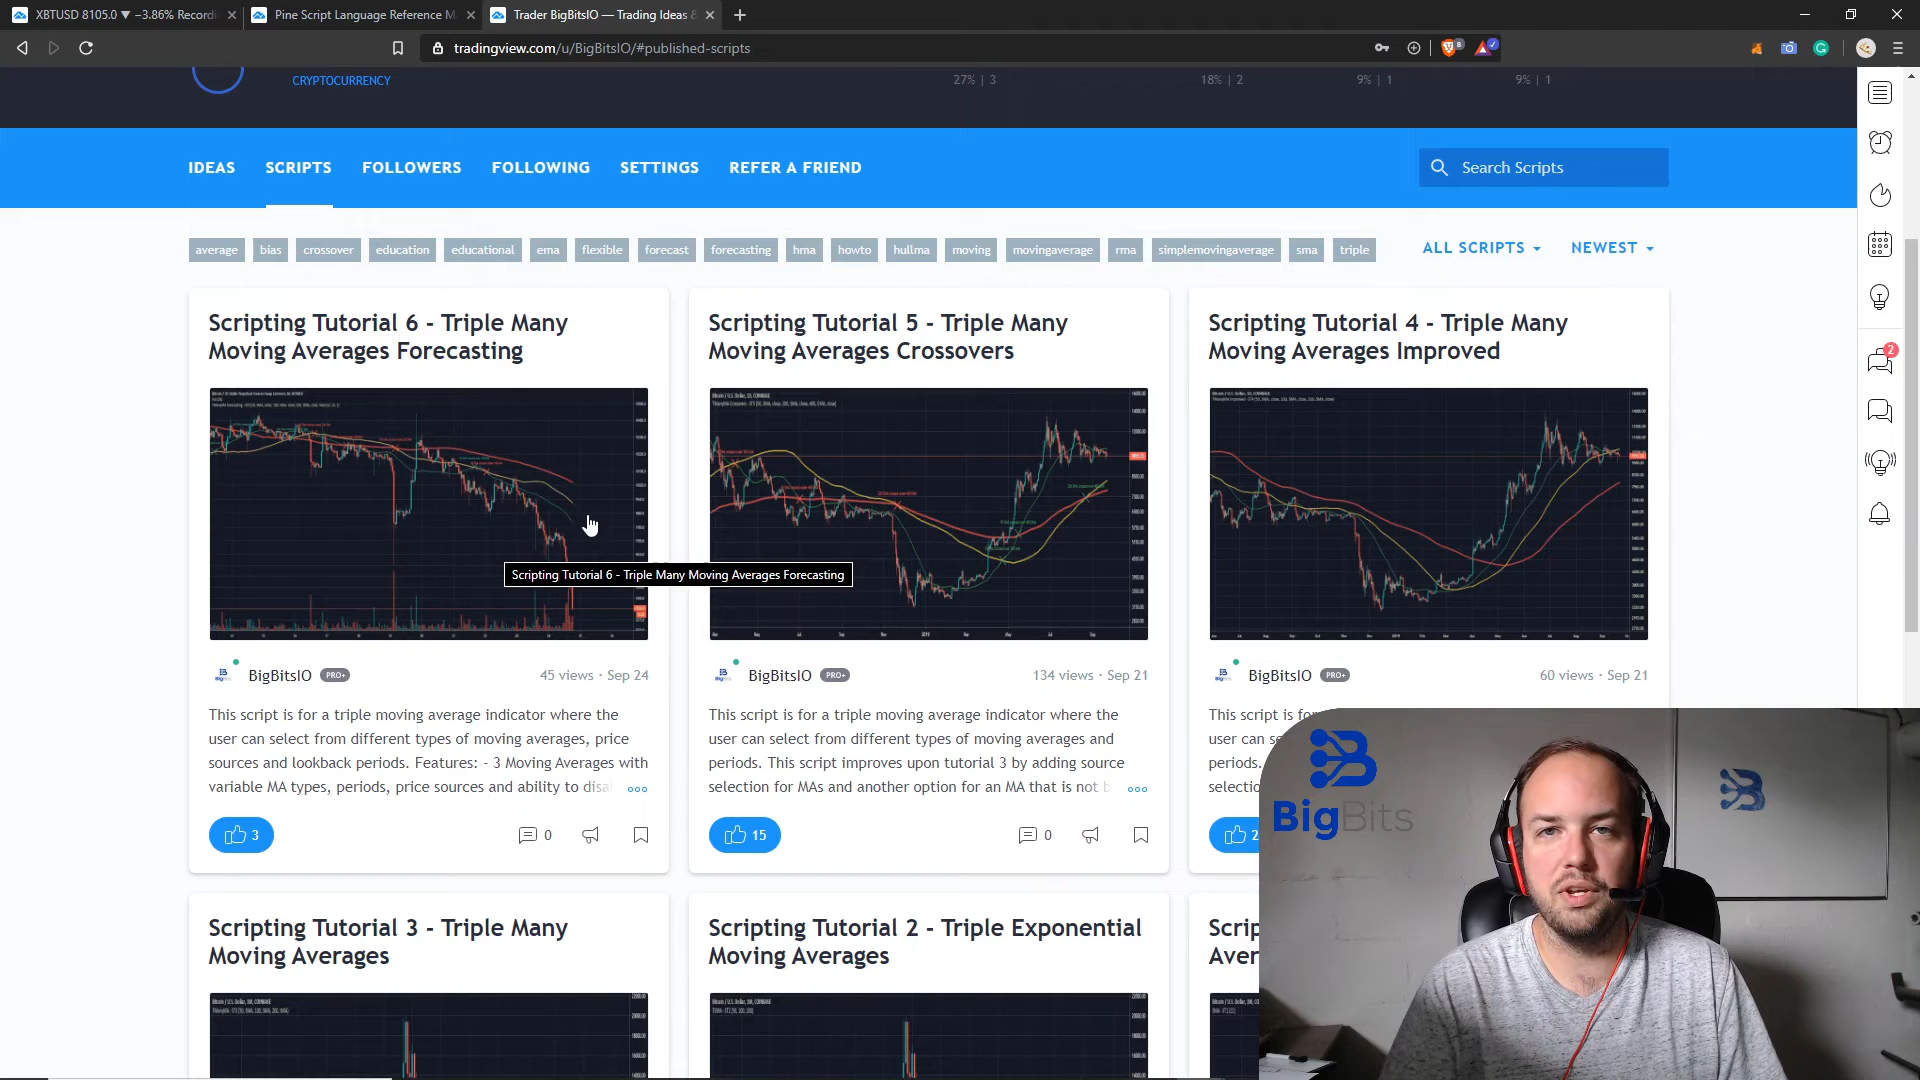 XBTUSD 8105.0 ▼ −3.86% Recordi
Pine Script Language Reference M
Trader BigBitsIO — Trading Ideas &
tradingview.com/u/BigBitsIO/#published-scripts
CRYPTOCURRENCY
27% | 3
18% | 2
9% | 1
9% | 1
IDEAS
SCRIPTS
FOLLOWERS
FOLLOWING
SETTINGS
REFER A FRIEND
Search Scripts
average
bias
crossover
education
educational
ema
flexible
forecast
forecasting
hma
howto
hullma
moving
movingaverage
rma
simplemovingaverage
sma
triple
ALL SCRIPTS
NEWEST
2
Scripting Tutorial 6 - Triple Many
Moving Averages Forecasting
Scripting Tutorial 6 - Triple Many Moving Averages Forecasting
BigBitsIO
PRO+
45 views · Sep 24
This script is for a triple moving average indicator where the
user can select from different types of moving averages, price
sources and lookback periods. Features: - 3 Moving Averages with
variable MA types, periods, price sources and ability to disa
3
0
Scripting Tutorial 5 - Triple Many
Moving Averages Crossovers
BigBitsIO
PRO+
134 views · Sep 21
This script is for a triple moving average indicator where the
user can select from different types of moving averages and
periods. This script improves upon tutorial 3 by adding source
selection for MAs and another option for an MA that is not b
15
0
Scripting Tutorial 4 - Triple Many
Moving Averages Improved
BigBitsIO
PRO+
60 views · Sep 21
This script is fo
user can se
periods.
selectio
2
Scripting Tutorial 3 - Triple Many
Moving Averages
Scripting Tutorial 2 - Triple Exponential
Moving Averages
Scrip
Aver
BigBits